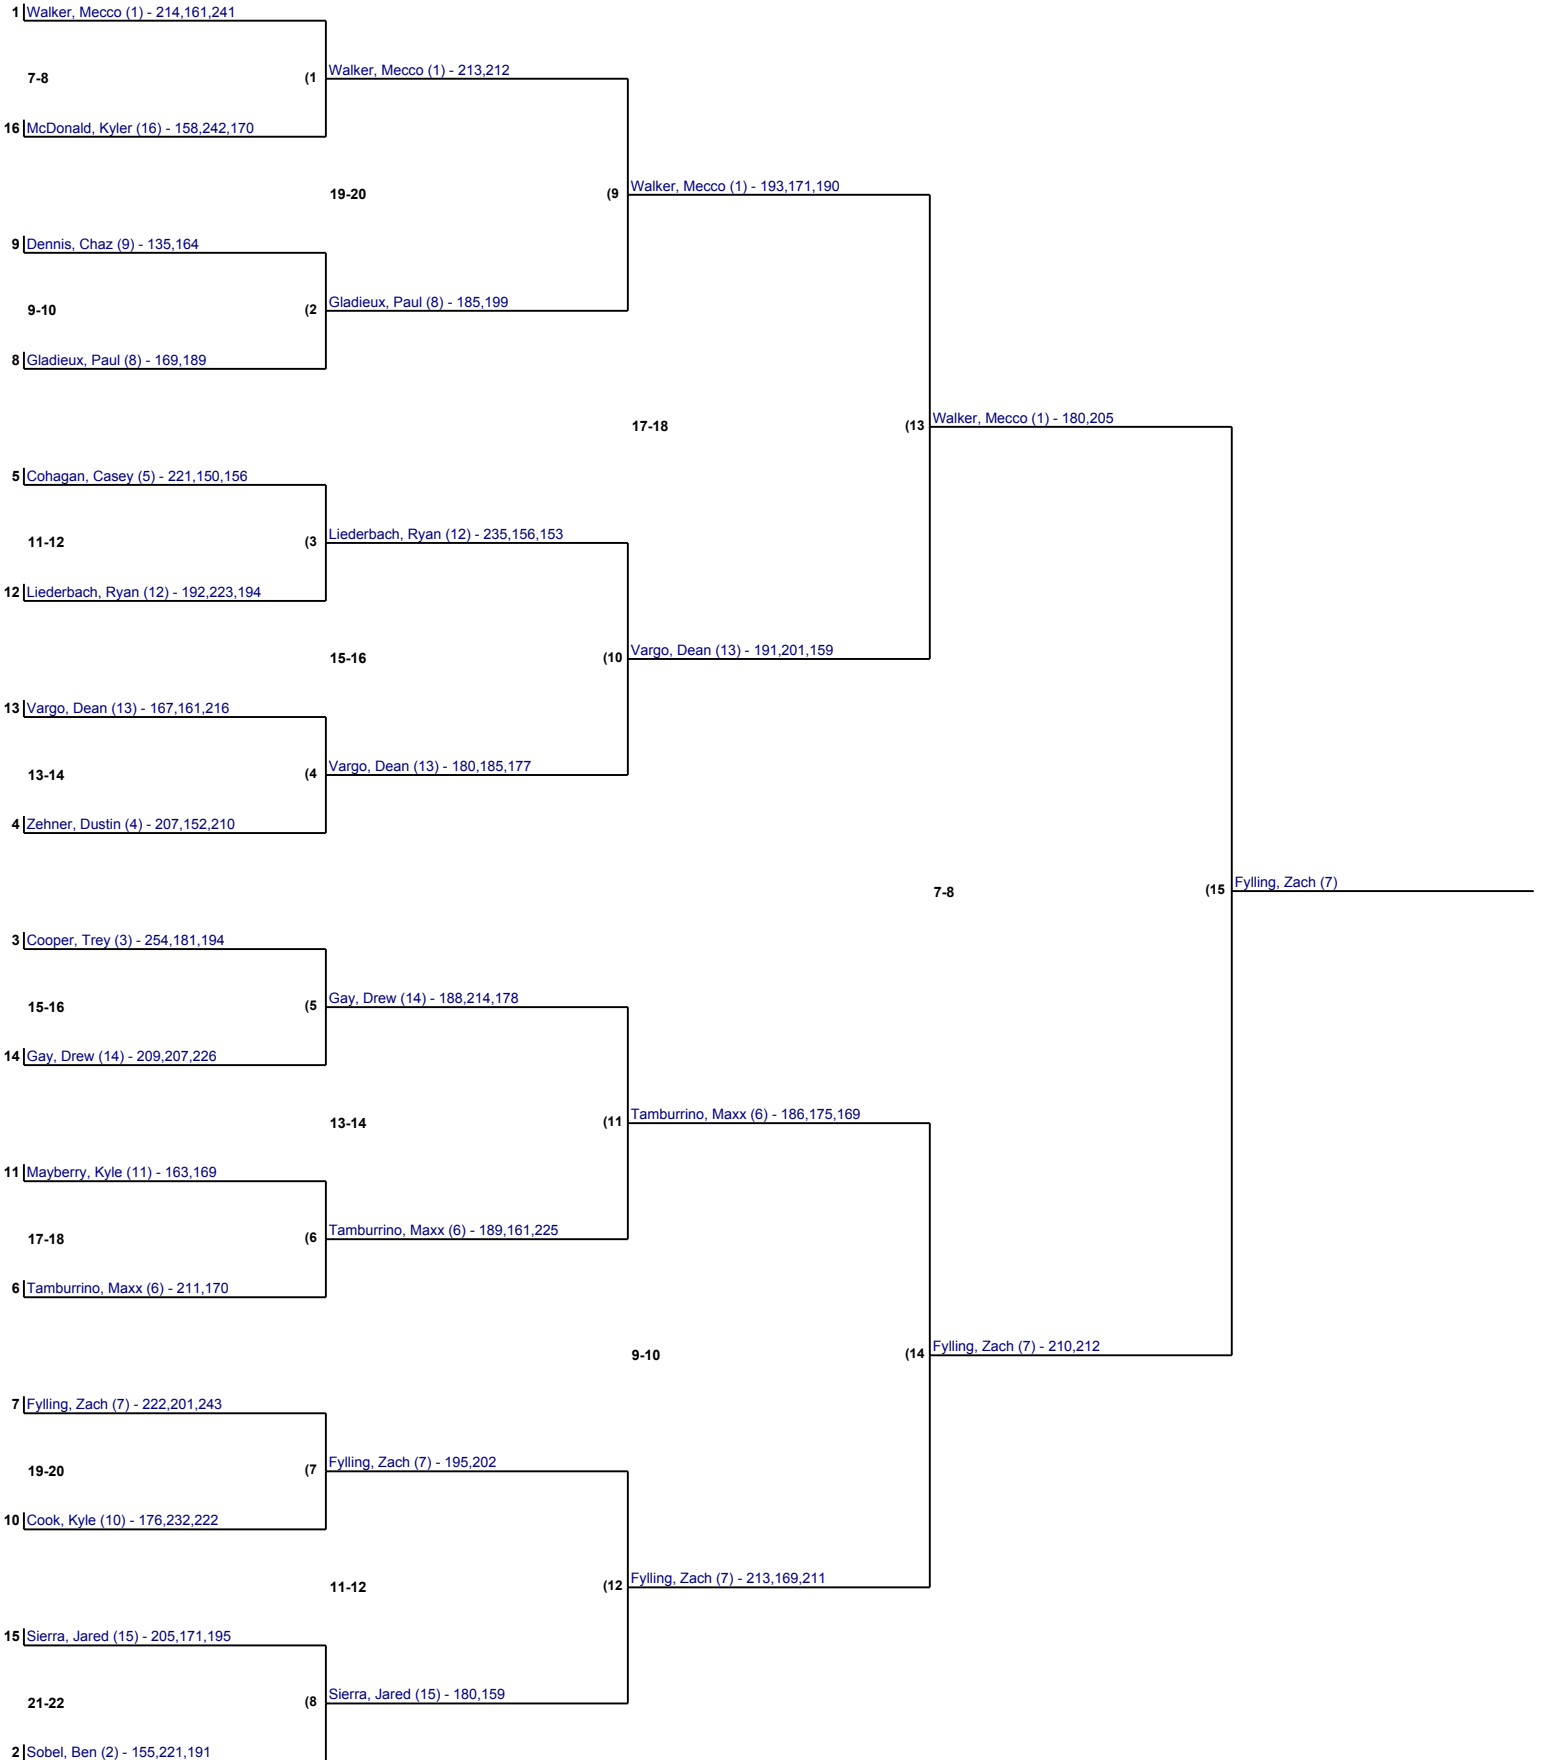 1 Walker, Mecco (1) - 214,161,241
Walker, Mecco (1) - 213,212
7-8 (1
16 McDonald, Kyler (16) - 158,242,170
Walker, Mecco (1) - 193,171,190
19-20 (9
9 Dennis, Chaz (9) - 135,164
Gladieux, Paul (8) - 185,199
9-10 (2
8 Gladieux, Paul (8) - 169,189
Walker, Mecco (1) - 180,205
17-18 (13
5 Cohagan, Casey (5) - 221,150,156
Liederbach, Ryan (12) - 235,156,153
11-12 (3
12 Liederbach, Ryan (12) - 192,223,194
Vargo, Dean (13) - 191,201,159
15-16 (10
13 Vargo, Dean (13) - 167,161,216
Vargo, Dean (13) - 180,185,177
13-14 (4
4 Zehner, Dustin (4) - 207,152,210
Fylling, Zach (7)
7-8 (15
3 Cooper, Trey (3) - 254,181,194
Gay, Drew (14) - 188,214,178
15-16 (5
14 Gay, Drew (14) - 209,207,226
Tamburrino, Maxx (6) - 186,175,169
13-14 (11
11 Mayberry, Kyle (11) - 163,169
Tamburrino, Maxx (6) - 189,161,225
17-18 (6
6 Tamburrino, Maxx (6) - 211,170
Fylling, Zach (7) - 210,212
9-10 (14
7 Fylling, Zach (7) - 222,201,243
Fylling, Zach (7) - 195,202
19-20 (7
10 Cook, Kyle (10) - 176,232,222
Fylling, Zach (7) - 213,169,211
11-12 (12
15 Sierra, Jared (15) - 205,171,195
Sierra, Jared (15) - 180,159
21-22 (8
2 Sobel, Ben (2) - 155,221,191